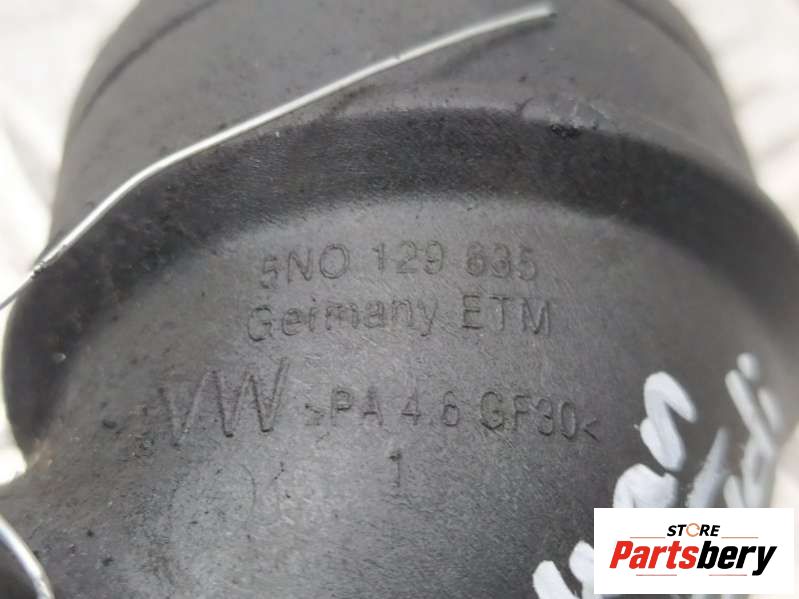 5N0 129 635
Germany ETM
VW >PA 4.6 GF30<
1
STORE
Partsbery